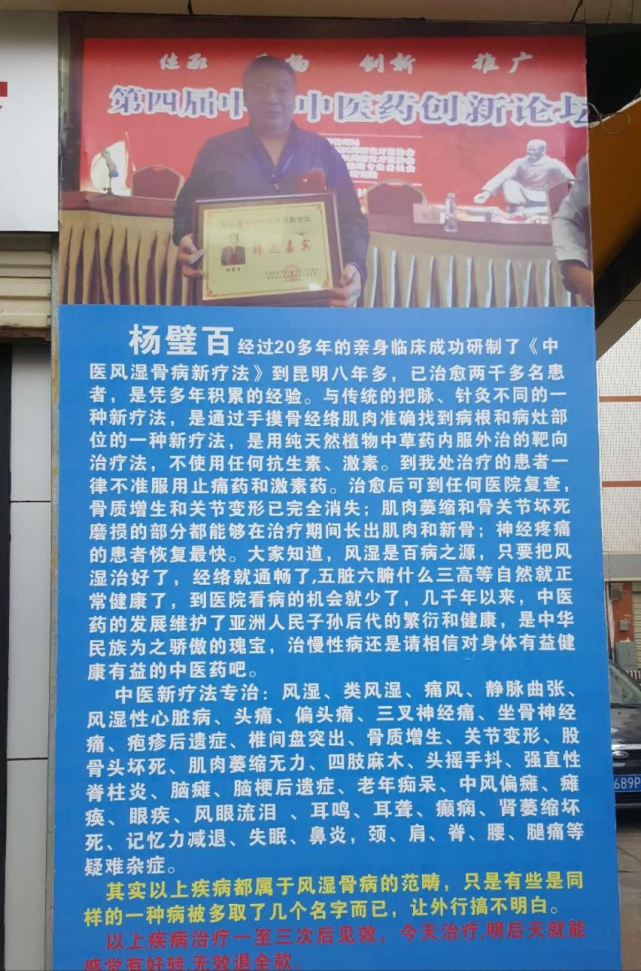 创新 推广
第四届中 中医药创新论坛
特邀嘉宾
杨璧百经过20多年的亲身临床成功研制了《中
医风湿骨病新疗法》到昆明八年多，已治愈两千多名患
者，是凭多年积累的经验。与传统的把脉、针灸不同的一
种新疗法，是通过手摸骨经络肌肉准确找到病根和病灶部
位的一种新疗法，是用纯天然植物中草药内服外治的靶向
治疗法，不使用任何抗生素、激素。到我处治疗的患者一
律不准服用止痛药和激素药。治愈后可到任何医院复查，
骨质增生和关节变形已完全消失；肌肉萎缩和骨关节坏死
磨损的部分都能够在治疗期间长出肌肉和新骨；神经疼痛
的患者恢复最快。大家知道，风湿是百病之源，只要把风
湿治好了，经络就通畅了,五脏六腑什么三高等自然就正
常健康了，到医院看病的机会就少了，几千年以来，中医
药的发展维护了亚洲人民子孙后代的繁衍和健康，是中华
民族为之骄傲的瑰宝，治慢性病还是请相信对身体有益健
康有益的中医药吧。
中医新疗法专治：风湿、类风湿、痛风、静脉曲张、
风湿性心脏病、头痛、偏头痛、三叉神经痛、坐骨神经
痛、疱疹后遗症、椎间盘突出、骨质增生、关节变形、股
骨头坏死、肌肉萎缩无力、四肢麻木、头摇手抖、强直性
脊柱炎、脑瘫、脑梗后遗症、老年痴呆、中风偏瘫、瘫
痪、眼疾、风眼流泪 、耳鸣、耳聋、癫痫、肾萎缩坏
死、记忆力减退、失眠、鼻炎，颈、肩、脊、腰、腿痛等
疑难杂症。
其实以上疾病都属于风湿骨病的范畴，只是有些是同
样的一种病被多取了几个名字而已，让外行搞不明白。
以上疾病治疗一至三次后见效，今天治疗,明后天就能
感觉有好转,无效退全款。
689P